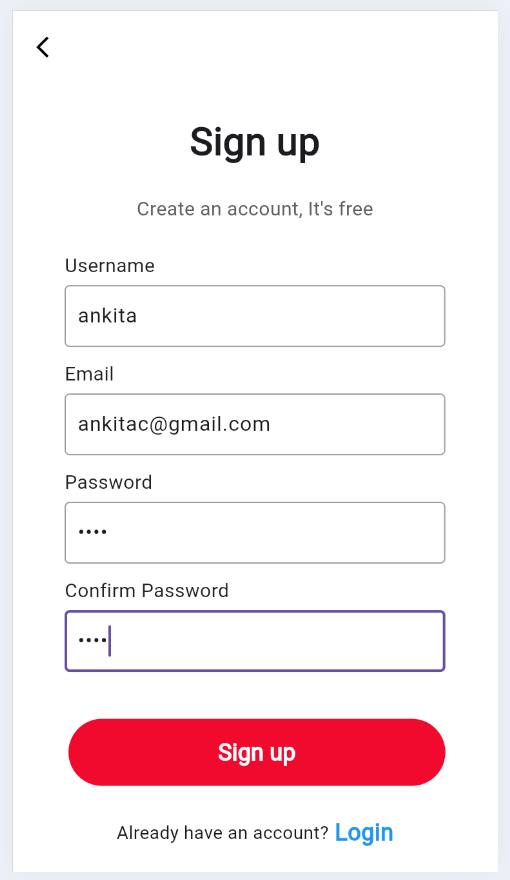 Sign up
Create an account, It's free
Username
ankita
Email
ankitac@gmail.com
Password
••••
Confirm Password
••••
Sign up
Already have an account? Login